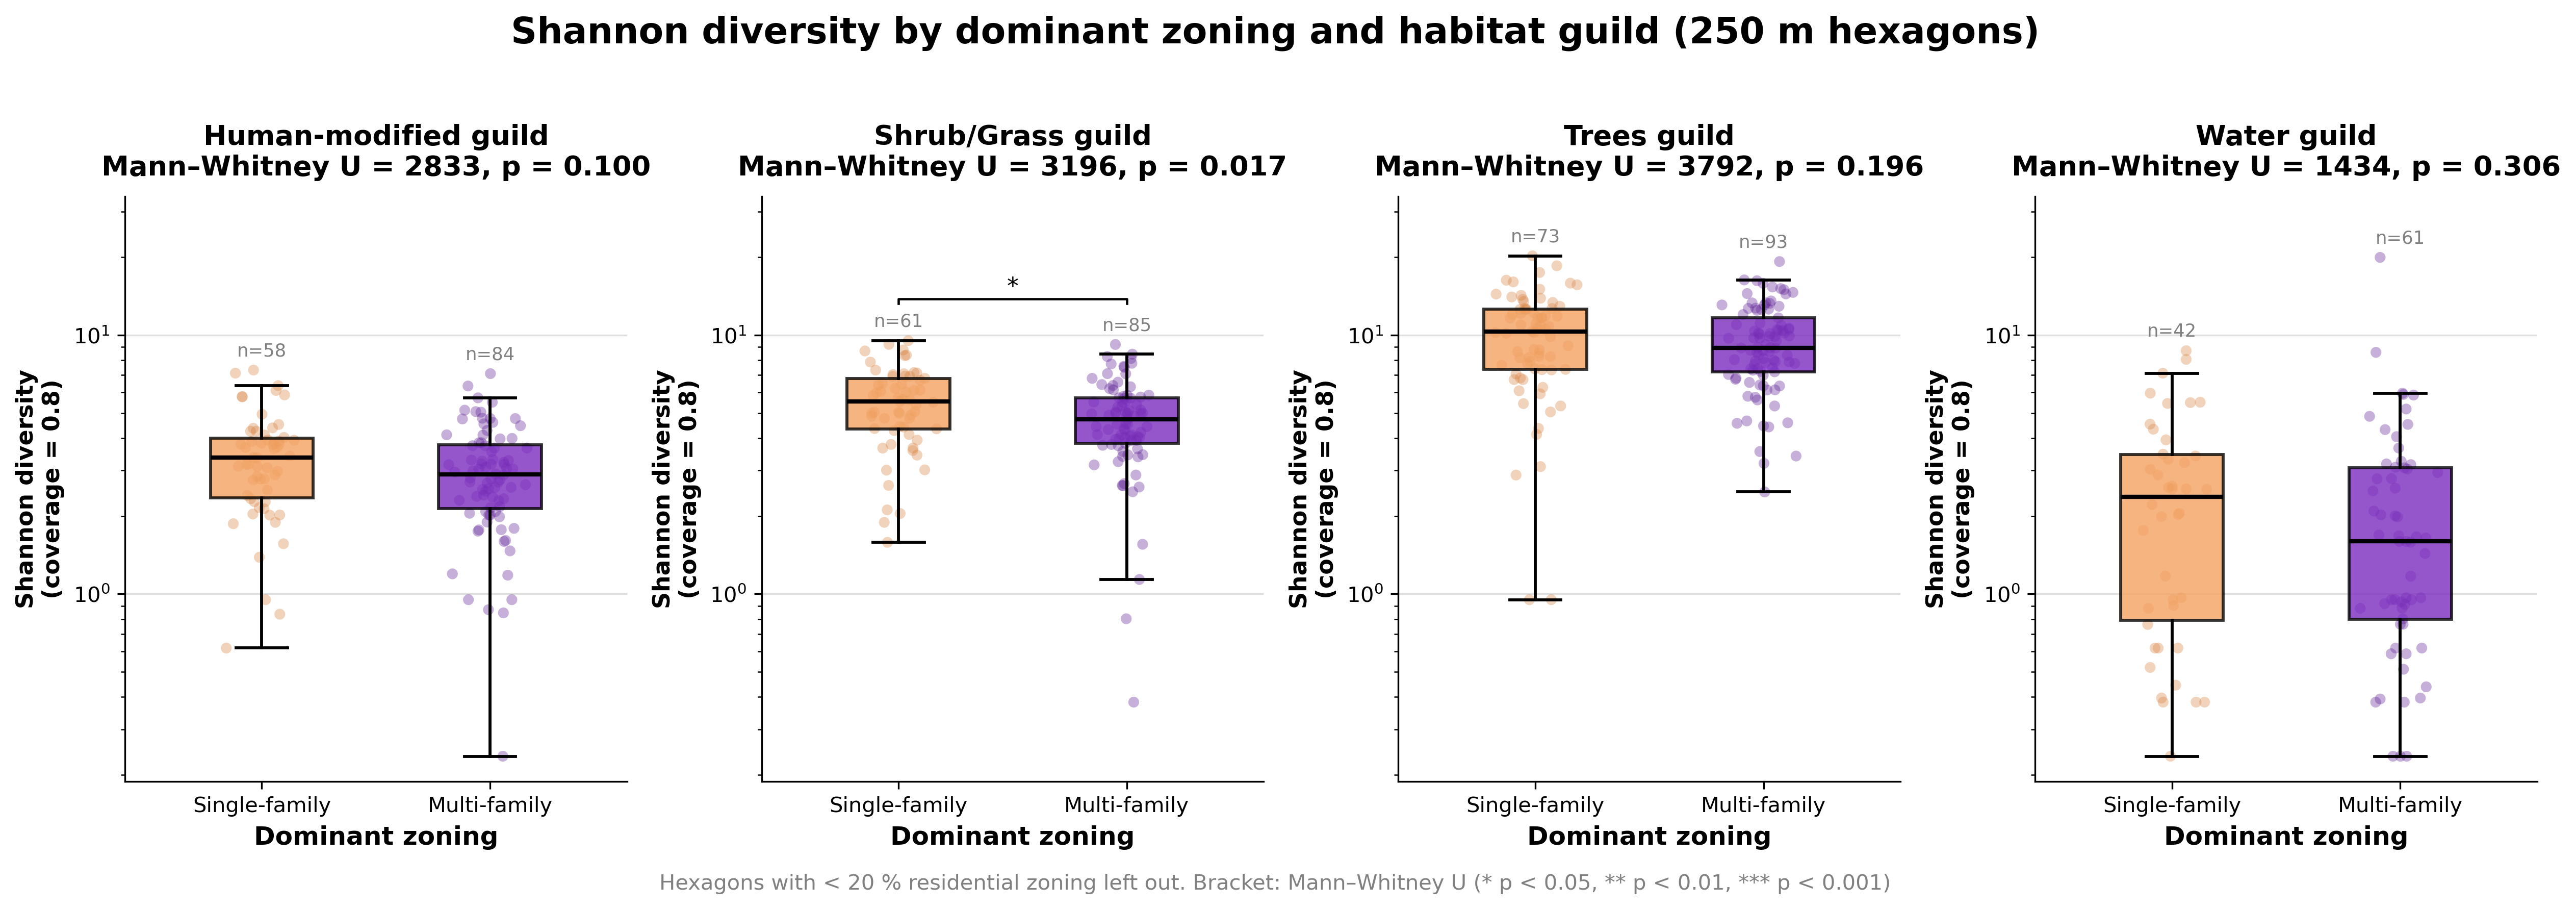 Shannon diversity by dominant zoning and habitat guild (250 m hexagons)
Human-modified guild
Mann–Whitney U = 2833, p = 0.100
Shannon diversity
(coverage = 0.8)
10¹
10⁰
n=58
n=84
Single-family
Multi-family
Dominant zoning
Shrub/Grass guild
Mann–Whitney U = 3196, p = 0.017
Shannon diversity
(coverage = 0.8)
10¹
10⁰
*
n=61
n=85
Single-family
Multi-family
Dominant zoning
Trees guild
Mann–Whitney U = 3792, p = 0.196
Shannon diversity
(coverage = 0.8)
10¹
10⁰
n=73
n=93
Single-family
Multi-family
Dominant zoning
Water guild
Mann–Whitney U = 1434, p = 0.306
Shannon diversity
(coverage = 0.8)
10¹
10⁰
n=42
n=61
Single-family
Multi-family
Dominant zoning
Hexagons with < 20 % residential zoning left out. Bracket: Mann–Whitney U (* p < 0.05, ** p < 0.01, *** p < 0.001)